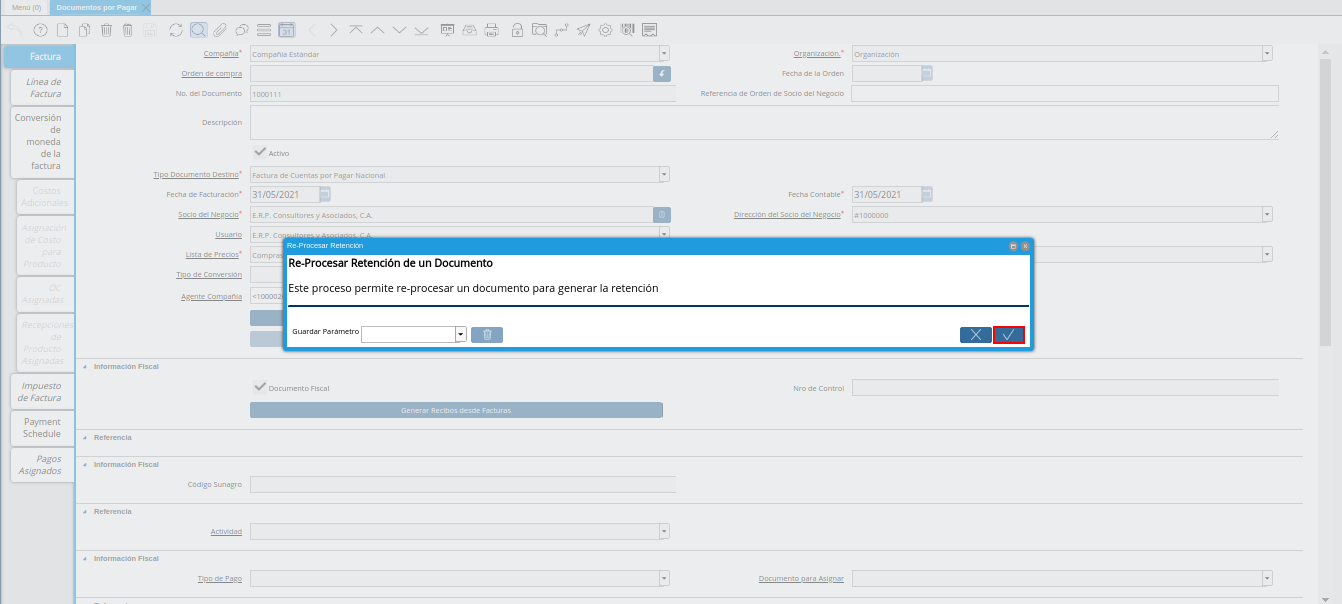 Menú (0)
Documentos por Pagar
31
Factura
Línea de
Factura
Conversión
de
moneda
de la
factura
Costos
Adicionales
Asignación
de Costo
para
Producto
OC
Asignadas
Recepciones
de
Producto
Asignadas
Impuesto
de Factura
Payment
Schedule
Pagos
Asignados
Compañía* Compañía Estándar Organización.* Organización
Orden de compra Fecha de la Orden
No. del Documento 1000111 Referencia de Orden de Socio del Negocio
Descripción
Activo
Tipo Documento Destino* Factura de Cuentas por Pagar Nacional
Fecha de Facturación* 31/05/2021 Fecha Contable* 31/05/2021
Socio del Negocio* E.R.P. Consultores y Asociados, C.A. Dirección del Socio del Negocio* #1000000
Usuario E.R.P. Consultores y Asociados, C.A.
Lista de Precios* Compras
Tipo de Conversión
Agente Compañía
Re-Procesar Retención
Re-Procesar Retención de un Documento
Este proceso permite re-procesar un documento para generar la retención
Guardar Parámetro
Información Fiscal
Documento Fiscal Nro de Control
Generar Recibos desde Facturas
Referencia
Información Fiscal
Código Sunagro
Referencia
Actividad
Información Fiscal
Tipo de Pago Documento para Asignar